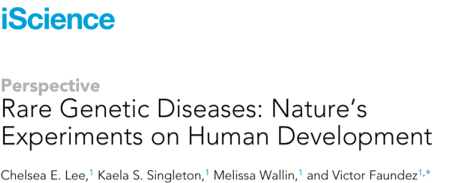 iScience
Perspective
Rare Genetic Diseases: Nature's
Experiments on Human Development
Chelsea E. Lee,1 Kaela S. Singleton,1 Melissa Wallin,1 and Victor Faundez1,*